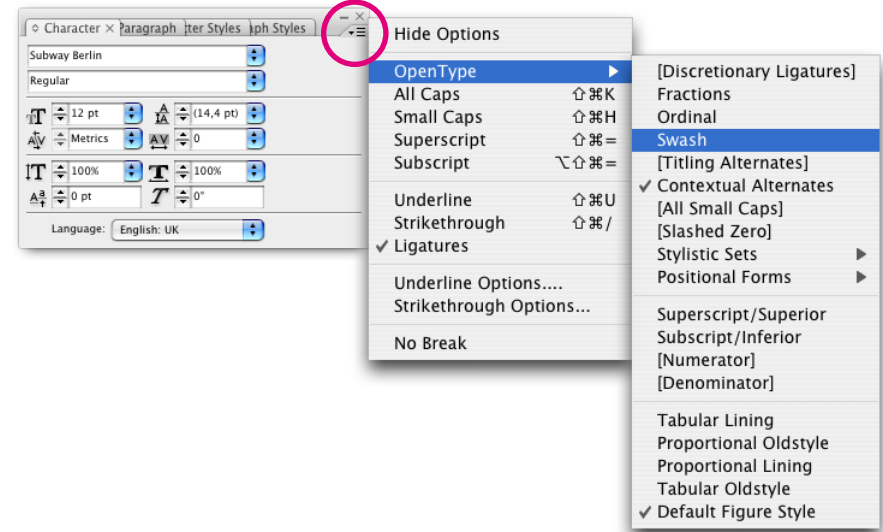 Character × Paragraph ter Styles aph Styles
Subway Berlin
Regular
12 pt (14,4 pt)
Metrics 0
100% 100%
0 pt 0°
Language: English: UK
Hide Options
OpenType
All Caps ⇧⌘K
Small Caps ⇧⌘H
Superscript ⇧⌘=
Subscript ⌥⇧⌘=
Underline ⇧⌘U
Strikethrough ⇧⌘/
✓ Ligatures
Underline Options....
Strikethrough Options...
No Break
[Discretionary Ligatures]
Fractions
Ordinal
Swash
[Titling Alternates]
✓ Contextual Alternates
[All Small Caps]
[Slashed Zero]
Stylistic Sets
Positional Forms
Superscript/Superior
Subscript/Inferior
[Numerator]
[Denominator]
Tabular Lining
Proportional Oldstyle
Proportional Lining
Tabular Oldstyle
✓ Default Figure Style